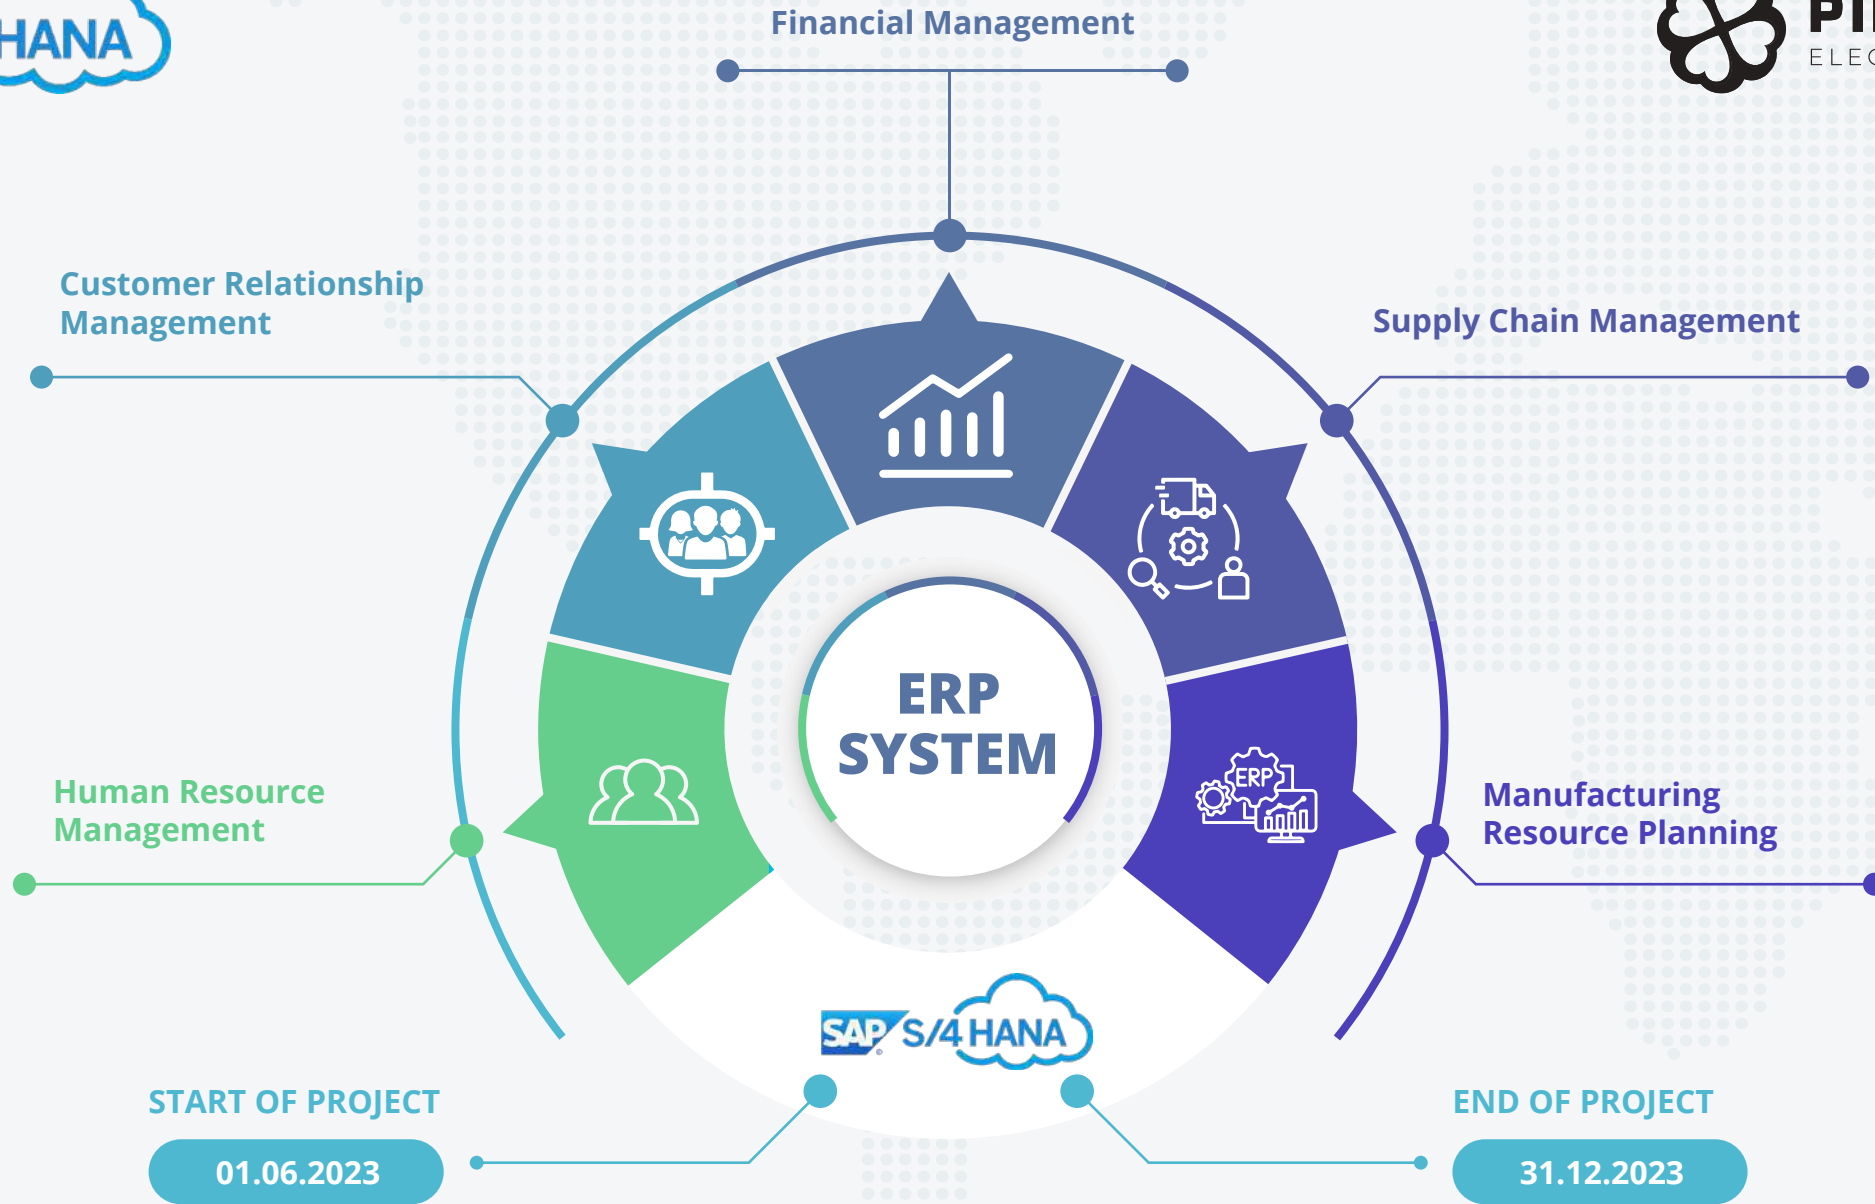 HANA
Financial Management
Customer Relationship
Management
Supply Chain Management
ERP
SYSTEM
ERP
Human Resource
Management
Manufacturing
Resource Planning
SAP® S/4HANA
START OF PROJECT
END OF PROJECT
01.06.2023
31.12.2023